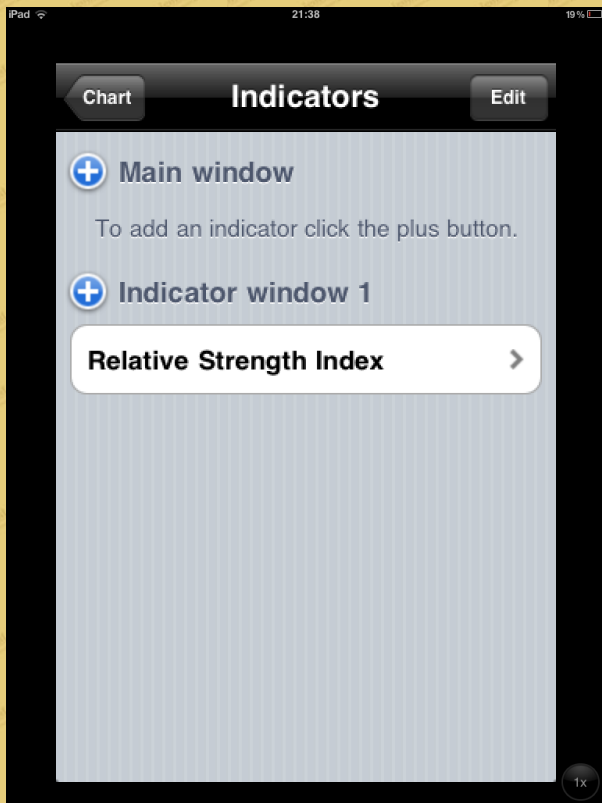 iPad 21:38 19%
Chart Indicators Edit
Main window
To add an indicator click the plus button.
Indicator window 1
Relative Strength Index
1x